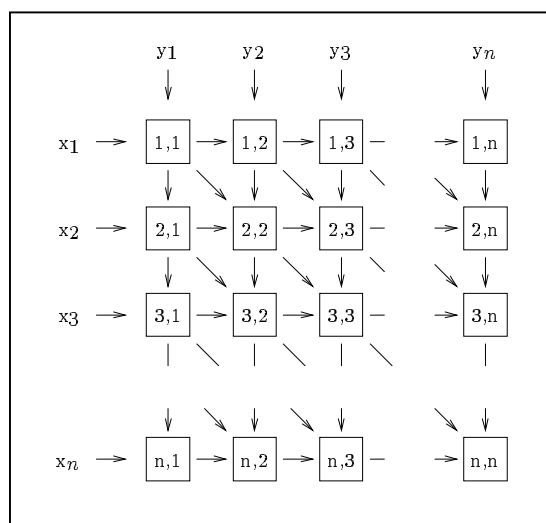 y1 y2 y3 yn
x1 1,1 1,2 1,3 1,n
x2 2,1 2,2 2,3 2,n
x3 3,1 3,2 3,3 3,n
xn n,1 n,2 n,3 n,n